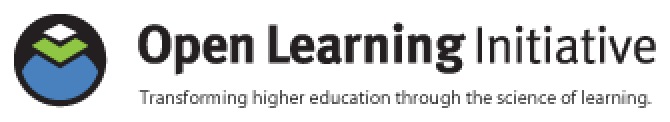 Open Learning Initiative
Transforming higher education through the science of learning.